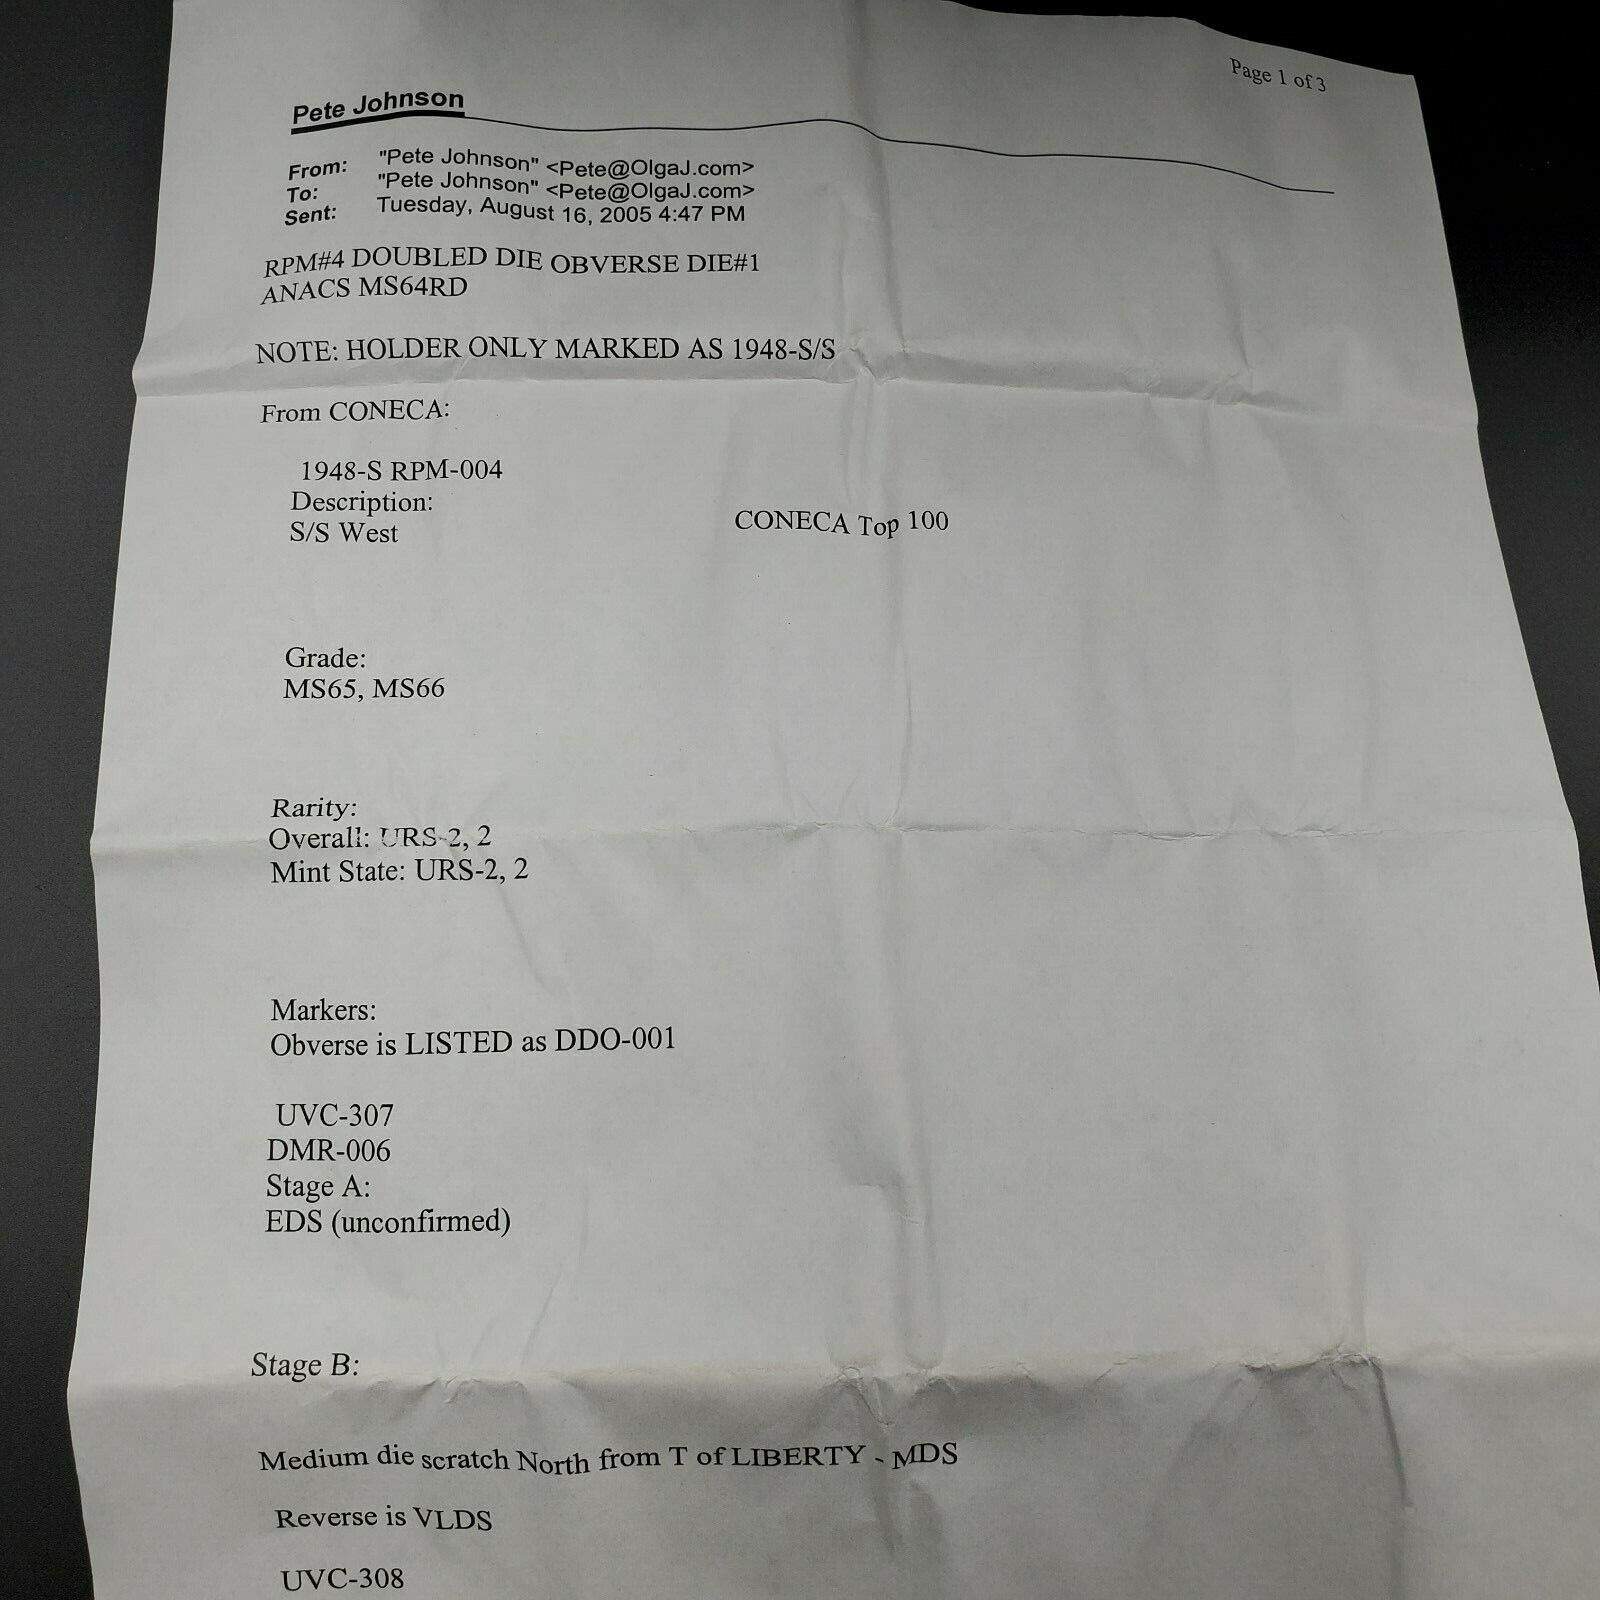 Page 1 of 3
Pete Johnson
From: "Pete Johnson" <Pete@OlgaJ.com>
To: "Pete Johnson" <Pete@OlgaJ.com>
Sent: Tuesday, August 16, 2005 4:47 PM
RPM#4 DOUBLED DIE OBVERSE DIE#1
ANACS MS64RD
NOTE: HOLDER ONLY MARKED AS 1948-S/S
From CONECA:
1948-S RPM-004
Description:
S/S West
CONECA Top 100
Grade:
MS65, MS66
Rarity:
Overall: URS-2, 2
Mint State: URS-2, 2
Markers:
Obverse is LISTED as DDO-001
UVC-307
DMR-006
Stage A:
EDS (unconfirmed)
Stage B:
Medium die scratch North from T of LIBERTY - MDS
Reverse is VLDS
UVC-308